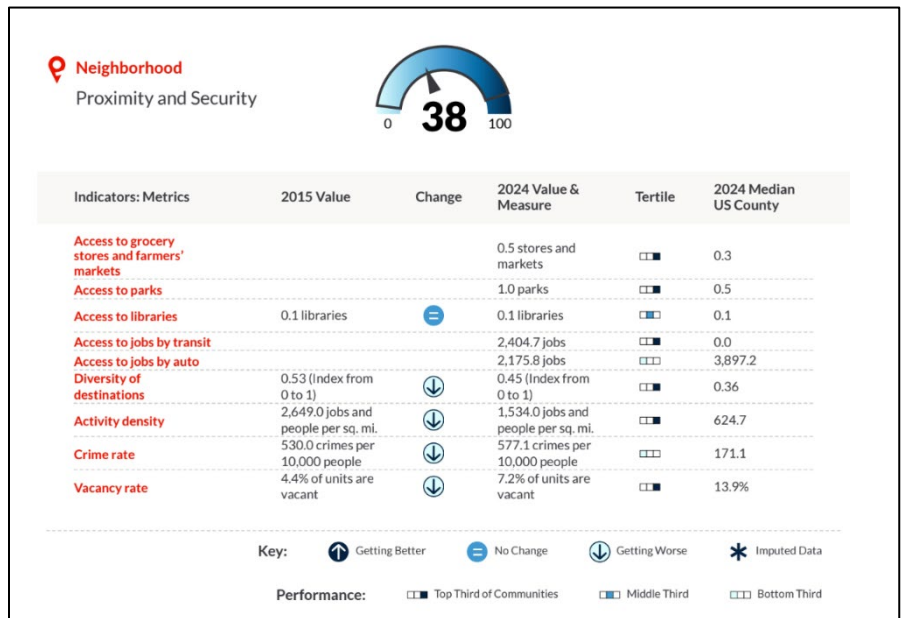 Neighborhood
Proximity and Security
0 38 100
Indicators: Metrics 2015 Value Change 2024 Value & Measure Tertile 2024 Median US County
Access to grocery stores and farmers' markets 0.5 stores and markets 0.3
Access to parks 1.0 parks 0.5
Access to libraries 0.1 libraries = 0.1 libraries 0.1
Access to jobs by transit 2,404.7 jobs 0.0
Access to jobs by auto 2,175.8 jobs 3,897.2
Diversity of destinations 0.53 (Index from 0 to 1) 0.45 (Index from 0 to 1) 0.36
Activity density 2,649.0 jobs and people per sq. mi. 1,534.0 jobs and people per sq. mi. 624.7
Crime rate 530.0 crimes per 10,000 people 577.1 crimes per 10,000 people 171.1
Vacancy rate 4.4% of units are vacant 7.2% of units are vacant 13.9%
Key: Getting Better = No Change Getting Worse Imputed Data
Performance: Top Third of Communities Middle Third Bottom Third